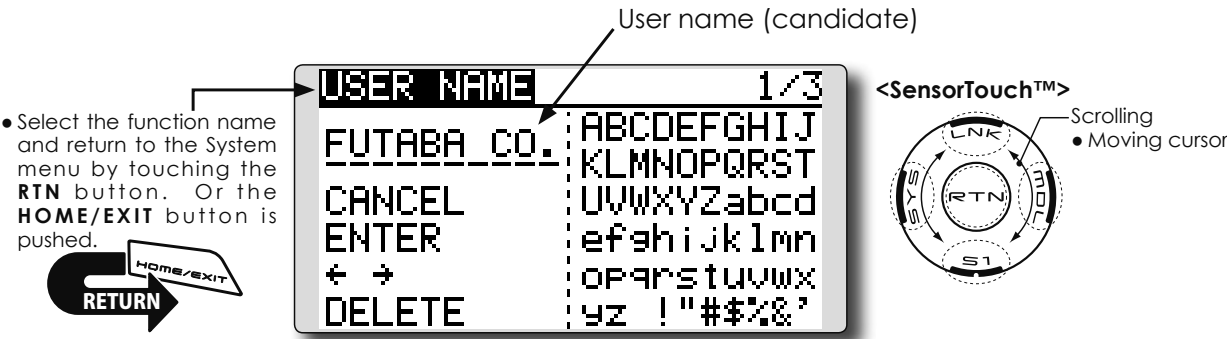 User name (candidate)
● Select the function name
and return to the System
menu by touching the
RTN button. Or the
HOME/EXIT button is
pushed.
HOME/EXIT
RETURN
USER NAME 1/3
FUTABA CO.
CANCEL
ENTER
← →
DELETE
ABCDEFGHIJ
KLMNOPQRST
UVWXYZabcd
efghijklmn
opqrstuvwx
yz !"#$%&’
<SensorTouch™>
Scrolling
● Moving cursor
LNK
SYS
RTN
MDL
S1